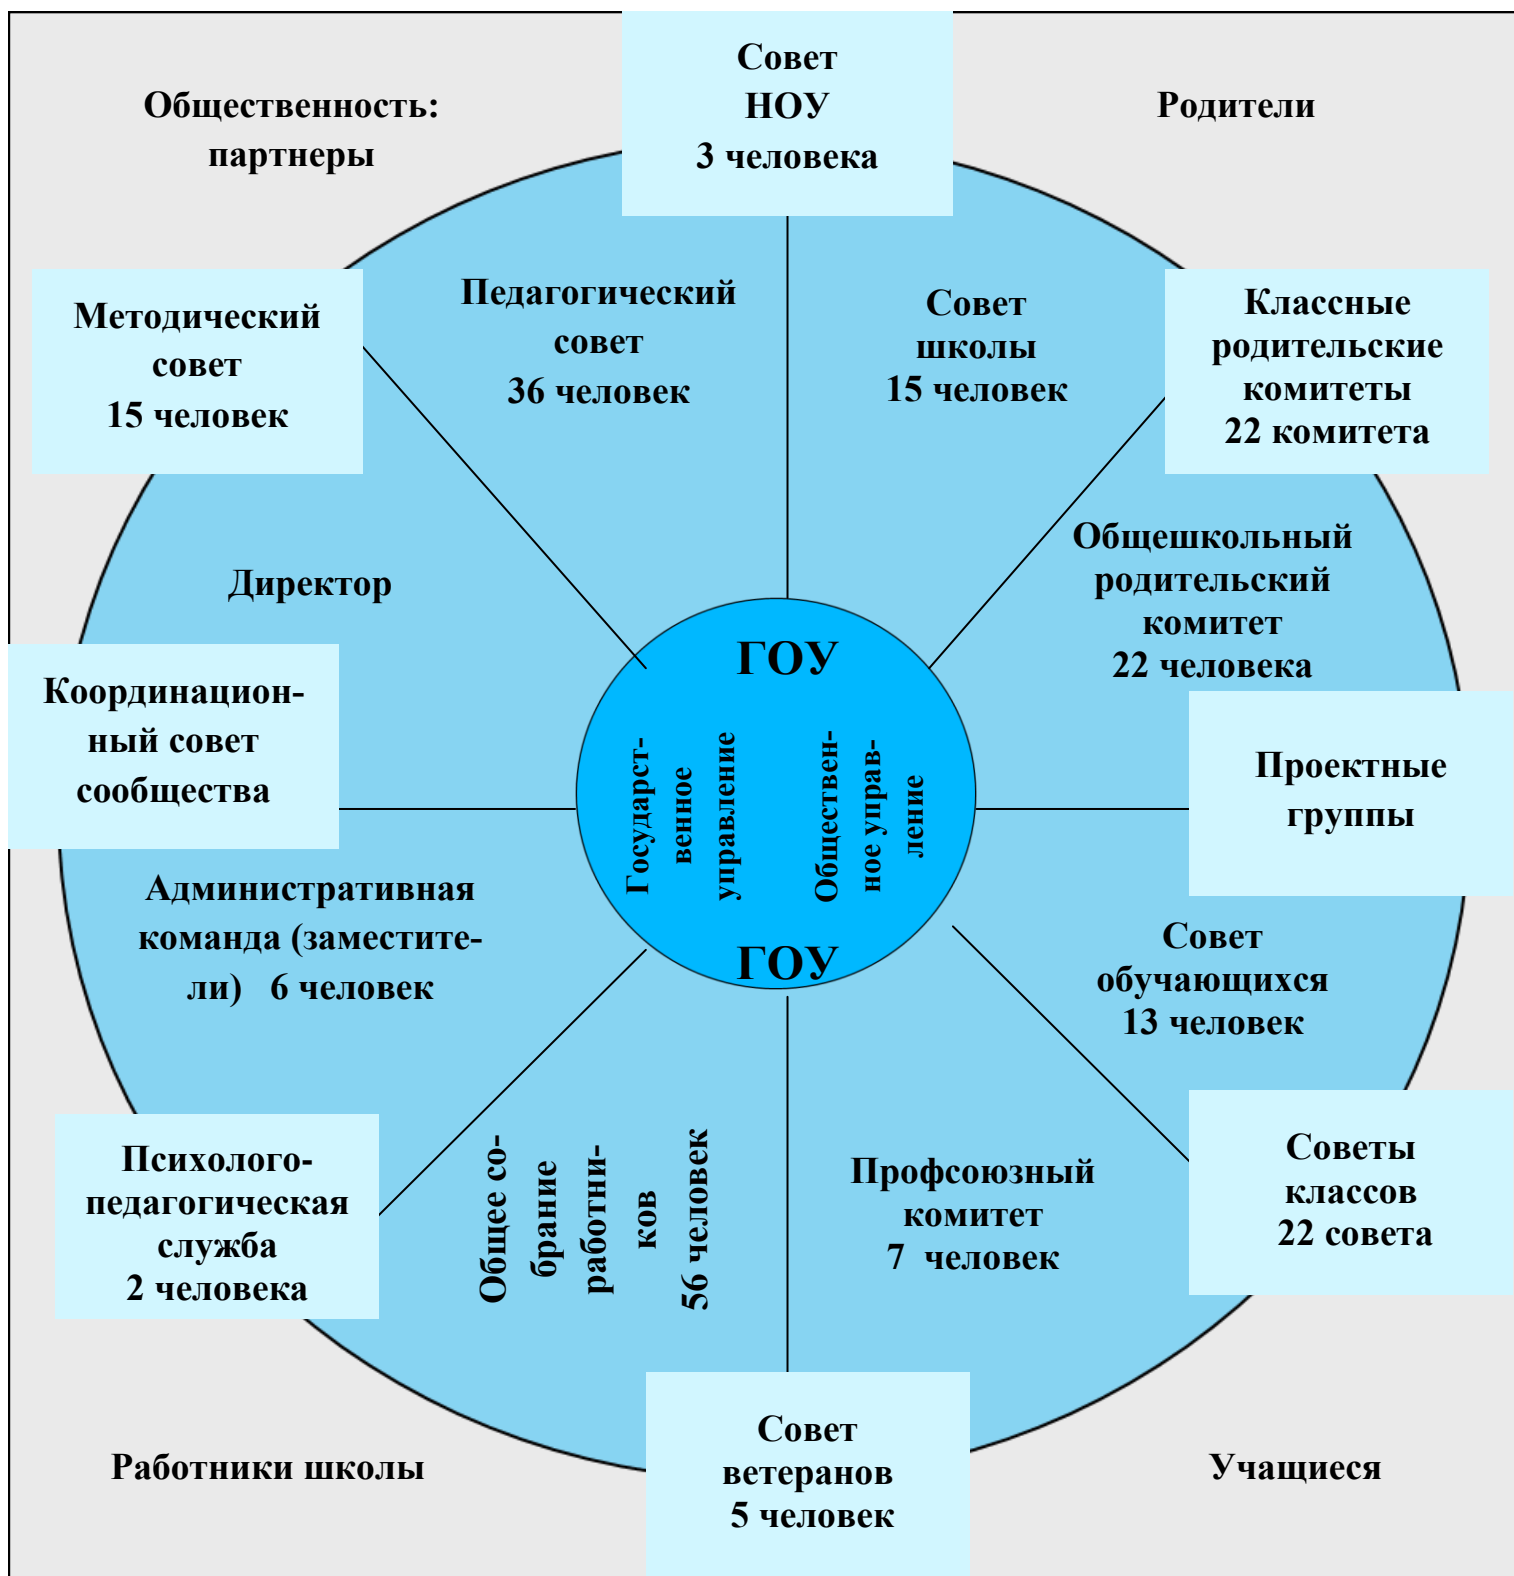 Совет
НОУ
3 человека
Общественность:
партнеры
Родители
Методический
совет
15 человек
Педагогический
совет
36 человек
Совет
школы
15 человек
Классные
родительские
комитеты
22 комитета
Директор
Общешкольный
родительский
комитет
22 человека
ГОУ
Государст-
венное
управление
Обществен-
ное управ-
ление
ГОУ
Координацион-
ный совет
сообщества
Проектные
группы
Административная
команда (заместите-
ли) 6 человек
Совет
обучающихся
13 человек
Психолого-
педагогическая
служба
2 человека
Общее со-
брание
работни-
ков
56 человек
Профсоюзный
комитет
7 человек
Советы
классов
22 совета
Работники школы
Совет
ветеранов
5 человек
Учащиеся